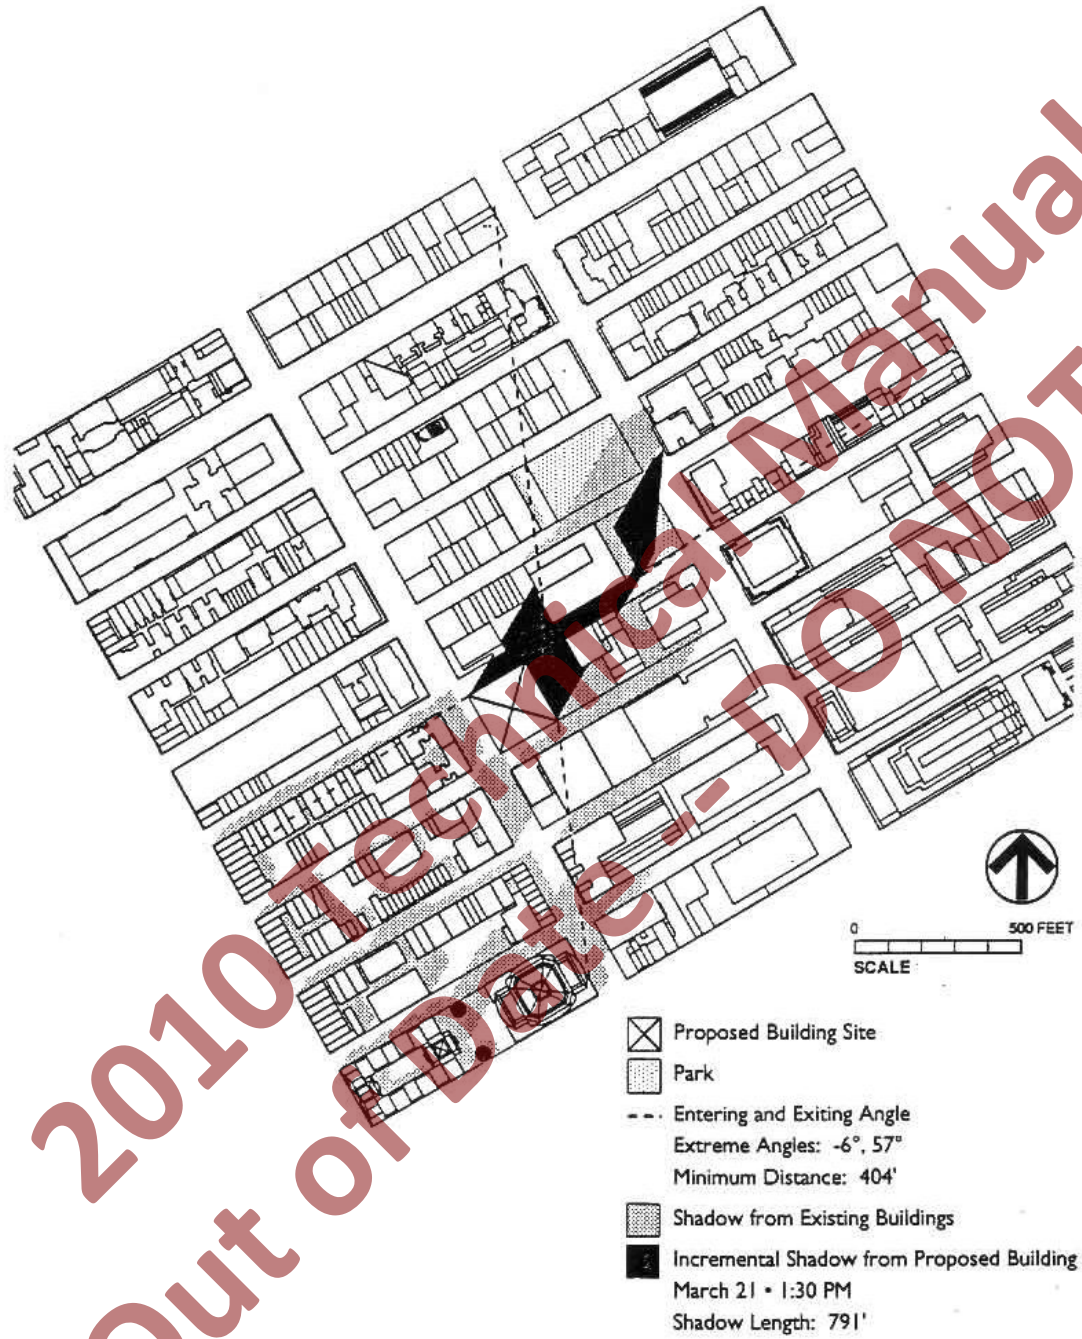 2010 Technical Manual
Out of Date -- DO NOT
0 500 FEET
SCALE
Proposed Building Site
Park
Entering and Exiting Angle
Extreme Angles: -6°, 57°
Minimum Distance: 404'
Shadow from Existing Buildings
Incremental Shadow from Proposed Building
March 21 • 1:30 PM
Shadow Length: 791'